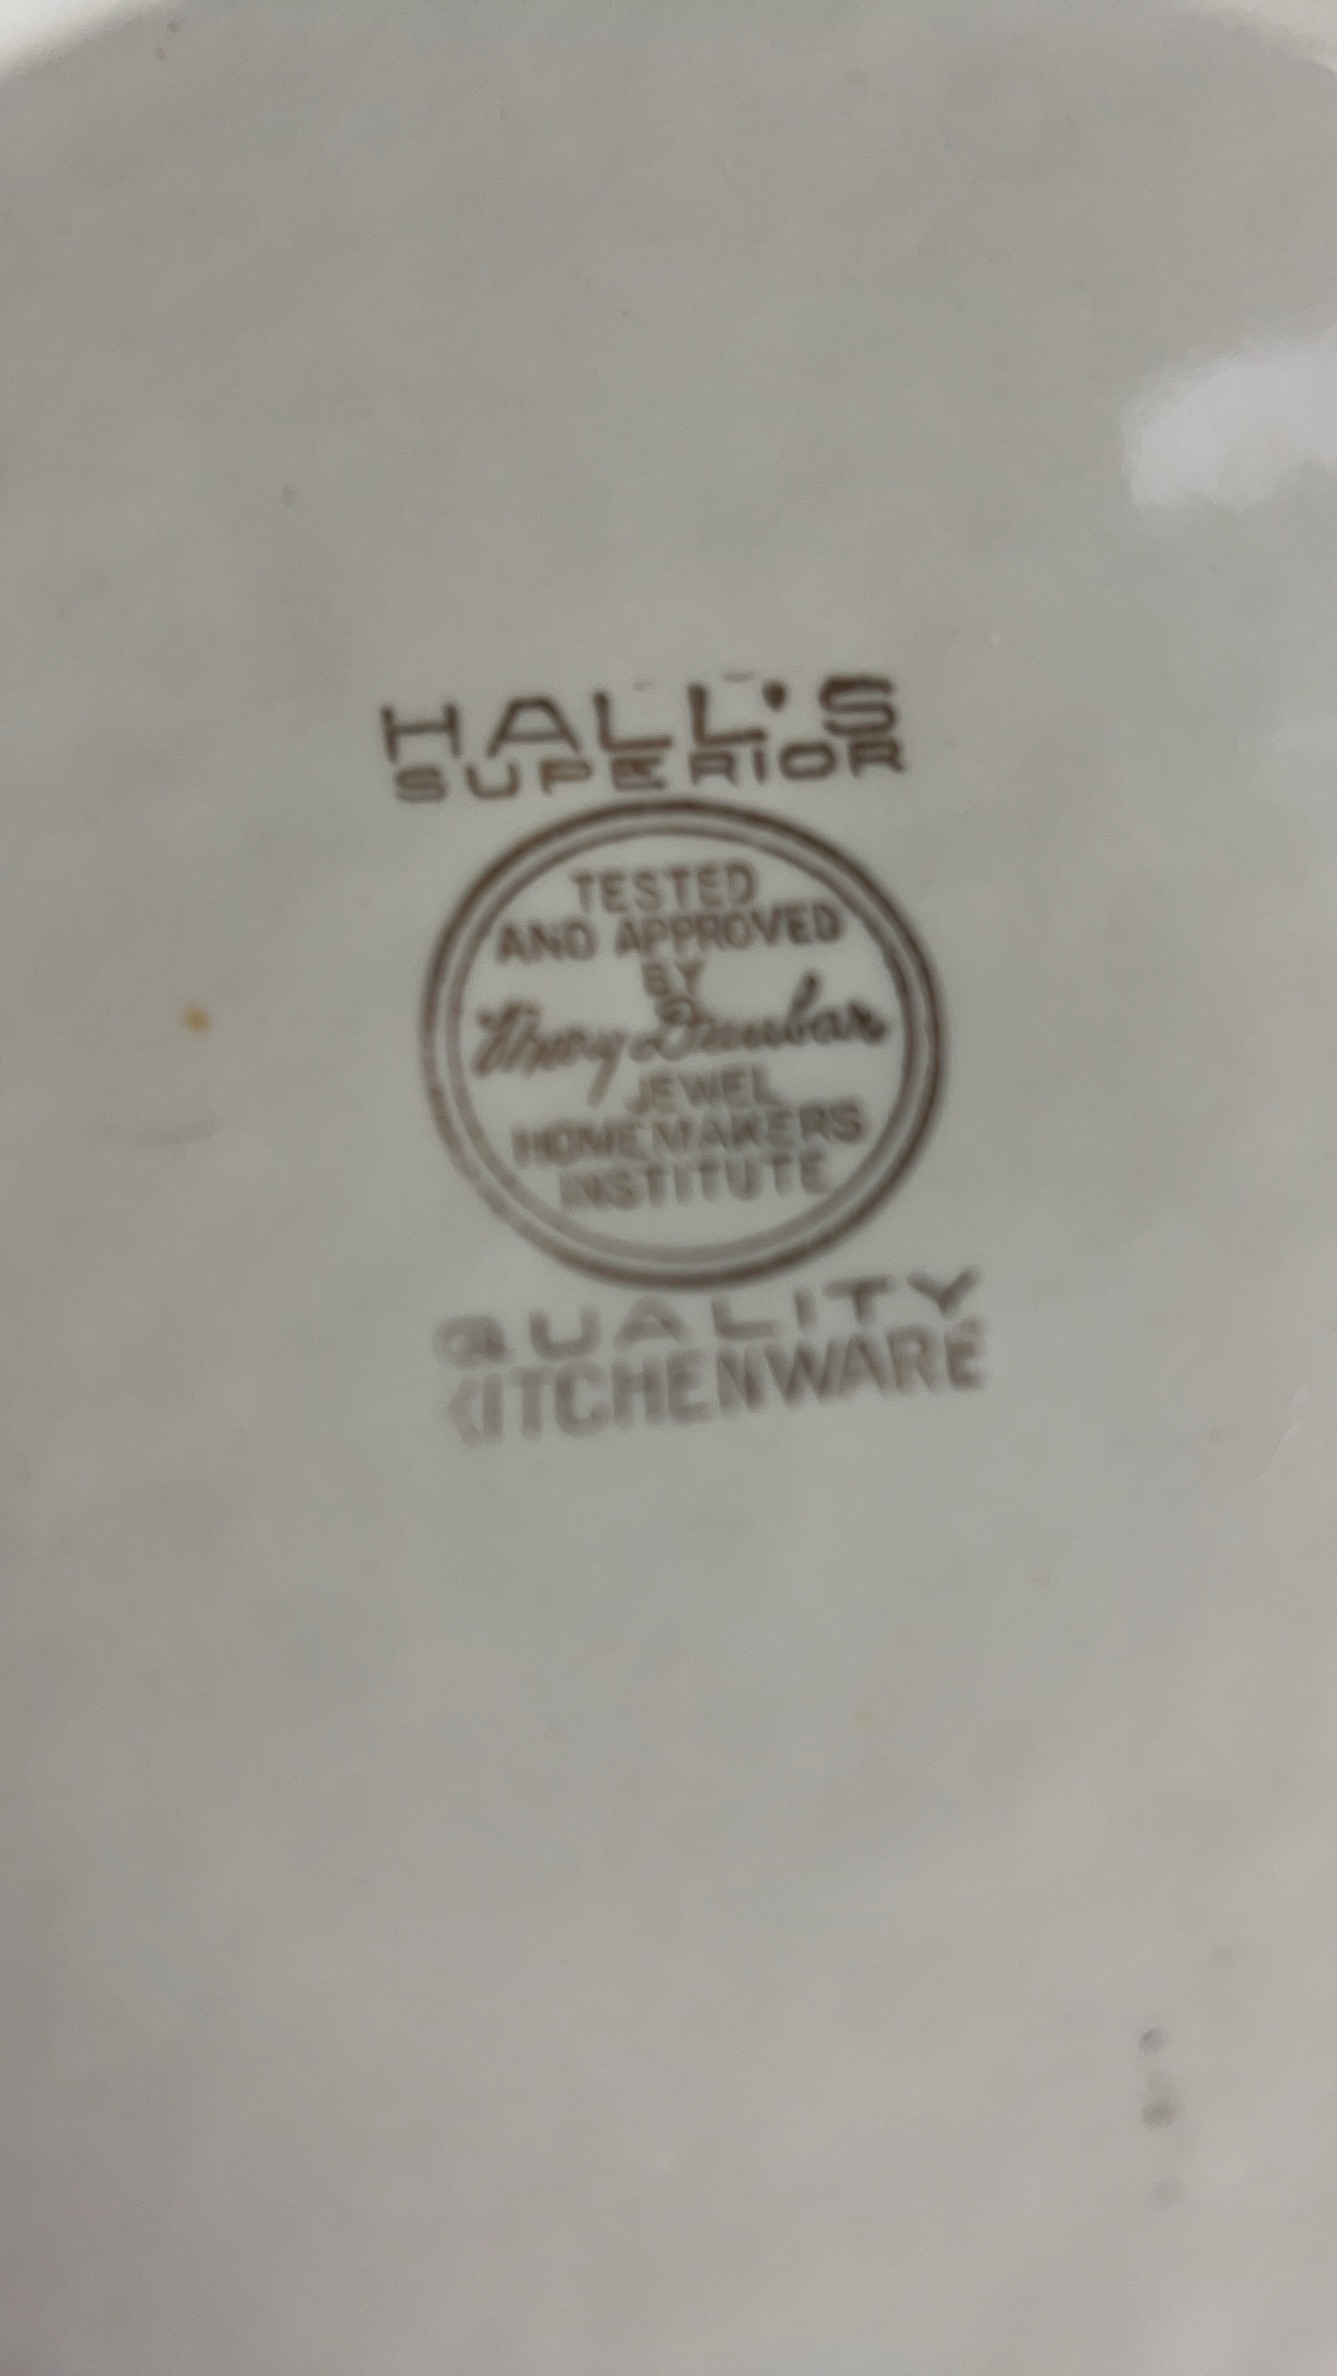 HALL'S
SUPERIOR
TESTED
AND APPROVED
BY
Mary Dunbar
JEWEL
HOMEMAKERS
INSTITUTE
QUALITY
KITCHENWARE